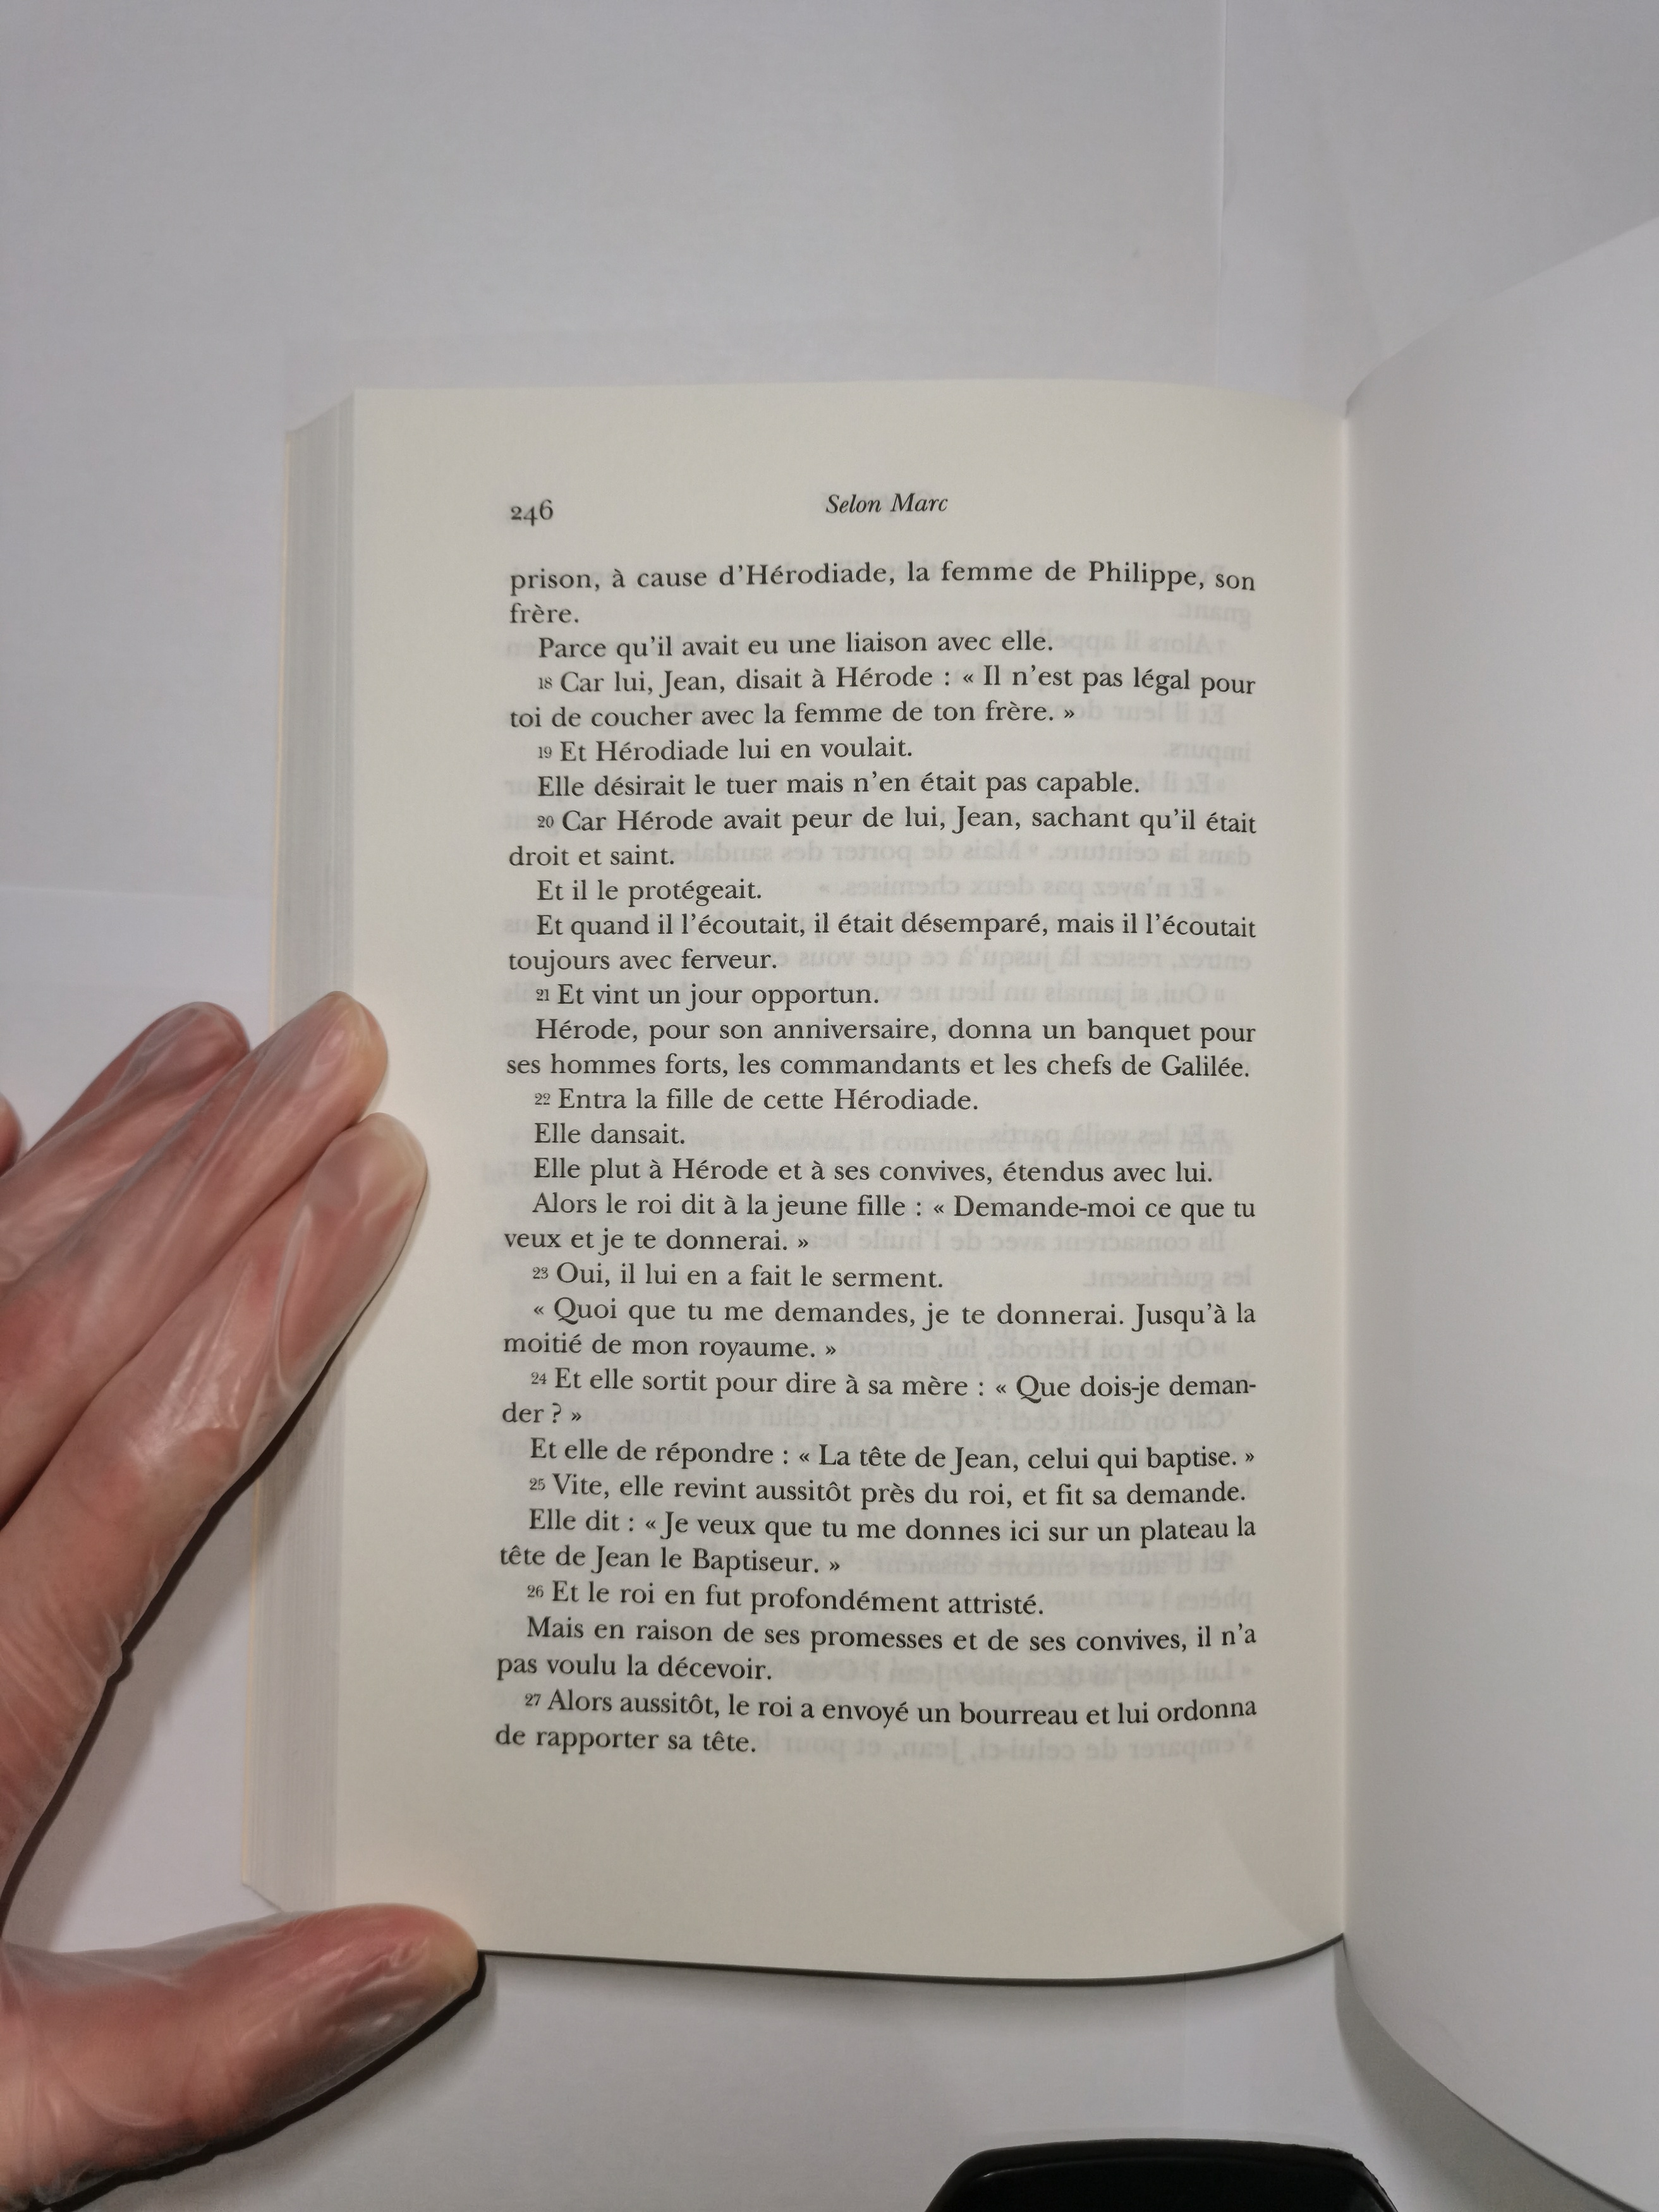 246
Selon Marc
prison, à cause d'Hérodiade, la femme de Philippe, son
frère.
Parce qu'il avait eu une liaison avec elle.
18 Car lui, Jean, disait à Hérode : « Il n'est pas légal pour
toi de coucher avec la femme de ton frère. »
19 Et Hérodiade lui en voulait.
Elle désirait le tuer mais n'en était pas capable.
20 Car Hérode avait peur de lui, Jean, sachant qu'il était
droit et saint.
Et il le protégeait.
Et quand il l'écoutait, il était désemparé, mais il l'écoutait
toujours avec ferveur.
21 Et vint un jour opportun.
Hérode, pour son anniversaire, donna un banquet pour
ses hommes forts, les commandants et les chefs de Galilée.
22 Entra la fille de cette Hérodiade.
Elle dansait.
Elle plut à Hérode et à ses convives, étendus avec lui.
Alors le roi dit à la jeune fille : « Demande-moi ce que tu
veux et je te donnerai. »
23 Oui, il lui en a fait le serment.
« Quoi que tu me demandes, je te donnerai. Jusqu'à la
moitié de mon royaume. »
24 Et elle sortit pour dire à sa mère : « Que dois-je deman-
der ? »
Et elle de répondre : « La tête de Jean, celui qui baptise. »
25 Vite, elle revint aussitôt près du roi, et fit sa demande.
Elle dit : « Je veux que tu me donnes ici sur un plateau la
tête de Jean le Baptiseur. »
26 Et le roi en fut profondément attristé.
Mais en raison de ses promesses et de ses convives, il n'a
pas voulu la décevoir.
27 Alors aussitôt, le roi a envoyé un bourreau et lui ordonna
de rapporter sa tête.